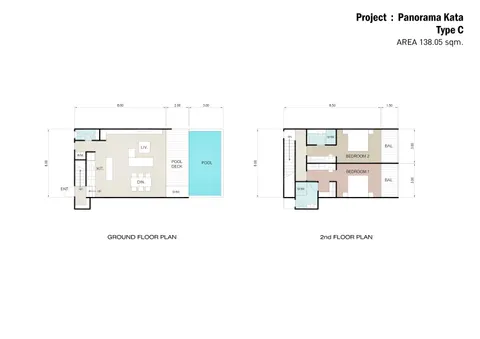 Project : Panorama Kata
Type C
AREA 138.05 sqm.
LIV.
KIT.
DIN.
ENT.
POOL
DECK
POOL
BEDROOM 2
BAL.
BEDROOM 1
BAL.
GROUND FLOOR PLAN
2nd FLOOR PLAN